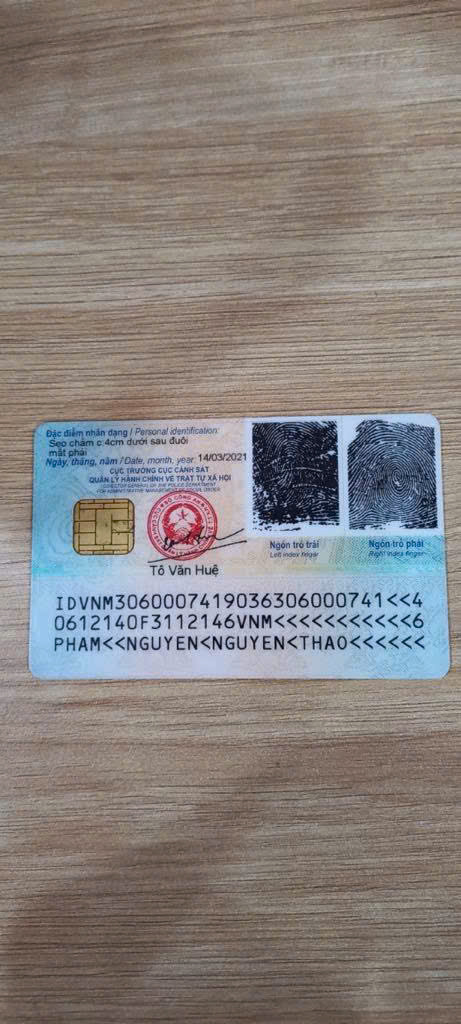 Đặc điểm nhân dạng / Personal identification:
Sẹo chấm c 4cm dưới sau đuôi
mắt phải
Ngày, tháng, năm / Date, month, year: 14/03/2021
CỤC TRƯỞNG CỤC CẢNH SÁT
QUẢN LÝ HÀNH CHÍNH VỀ TRẬT TỰ XÃ HỘI
DIRECTOR GENERAL OF THE POLICE DEPARTMENT
FOR ADMINISTRATIVE MANAGEMENT OF SOCIAL ORDER
Tô Văn Huệ
Ngón trỏ trái
Left index finger
Ngón trỏ phải
Right index finger
IDVNM3060007419036306000741<<4
0612140F3112146VNM<<<<<<<<<<<6
PHAM<<NGUYEN<NGUYEN<THAO<<<<<<